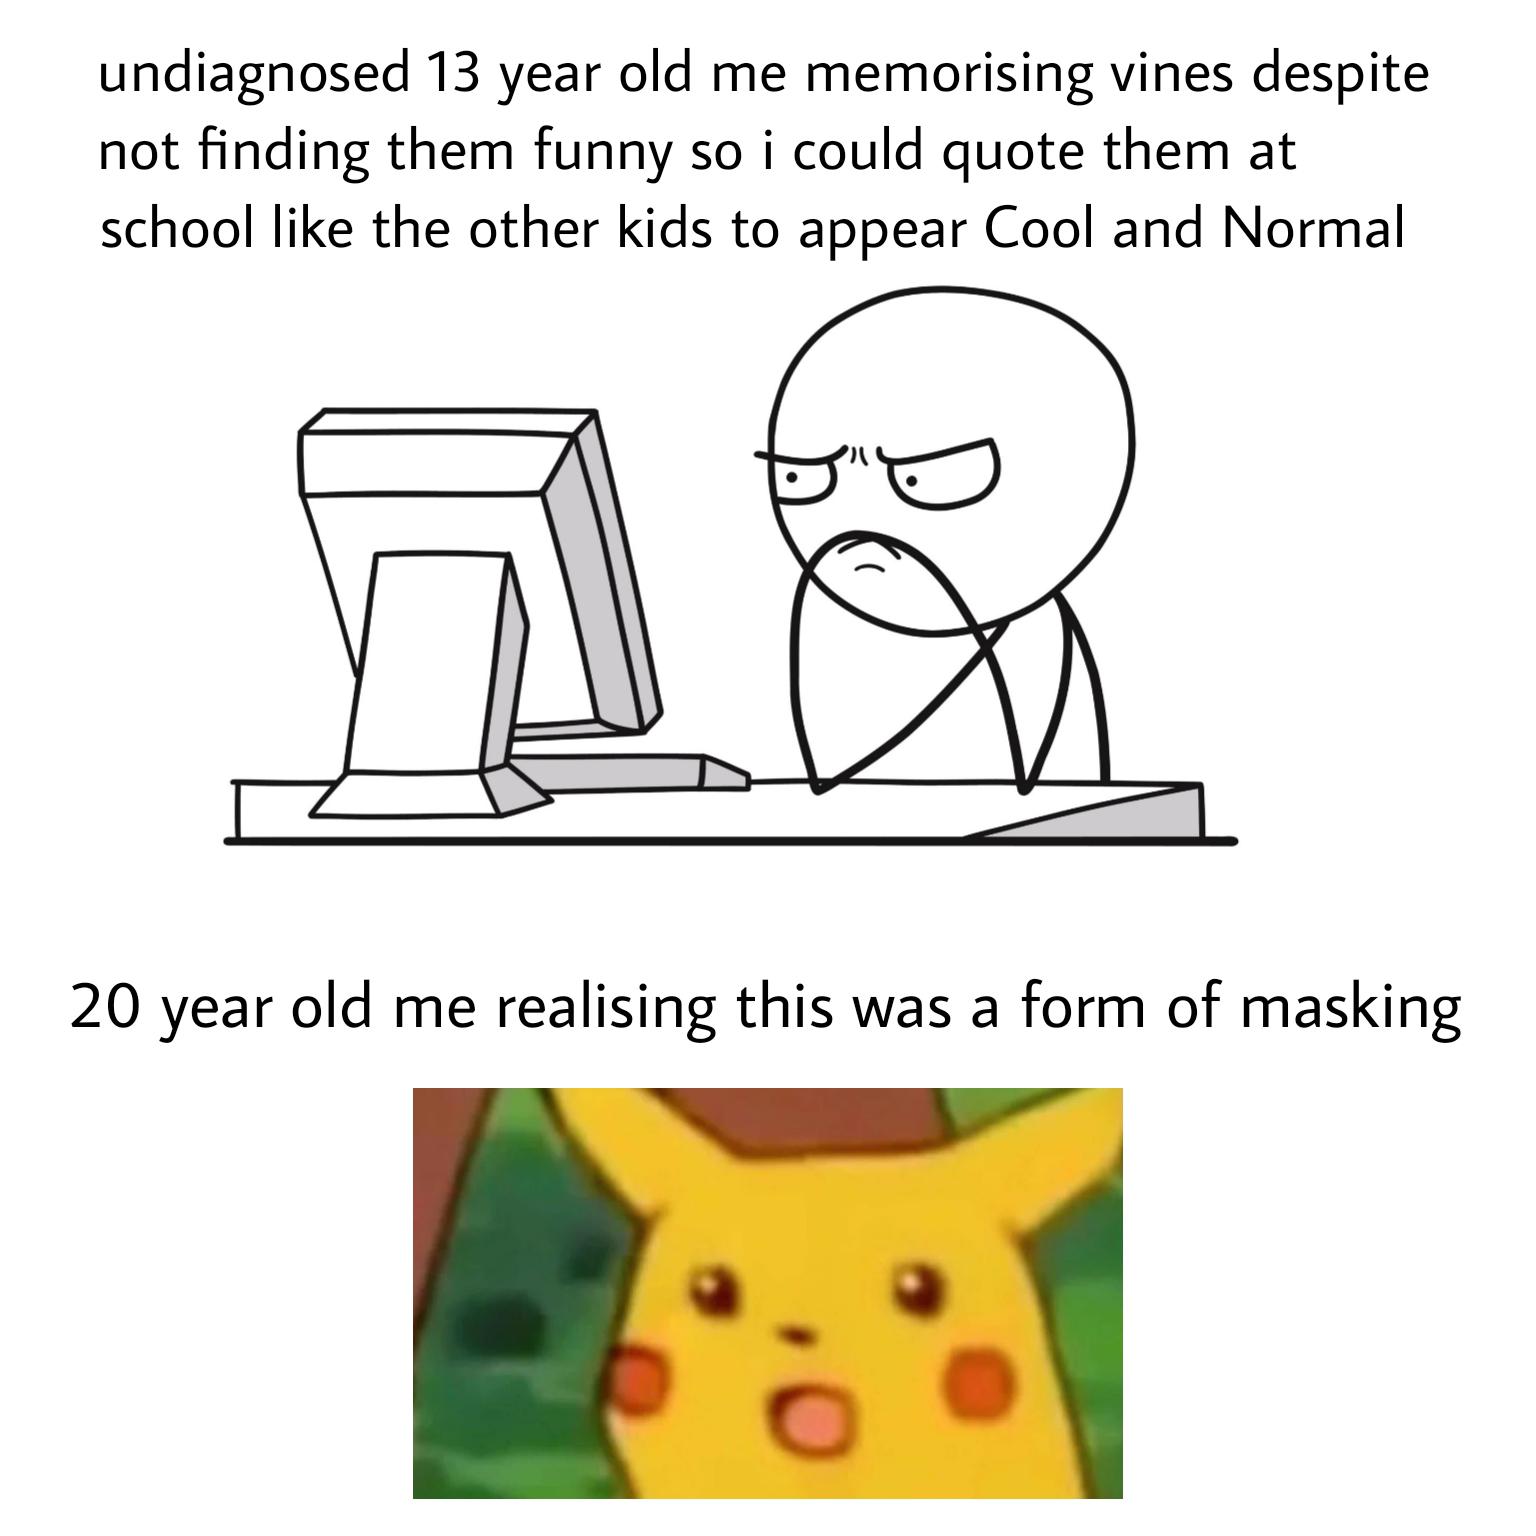 undiagnosed 13 year old me memorising vines despite
not finding them funny so i could quote them at
school like the other kids to appear Cool and Normal
20 year old me realising this was a form of masking